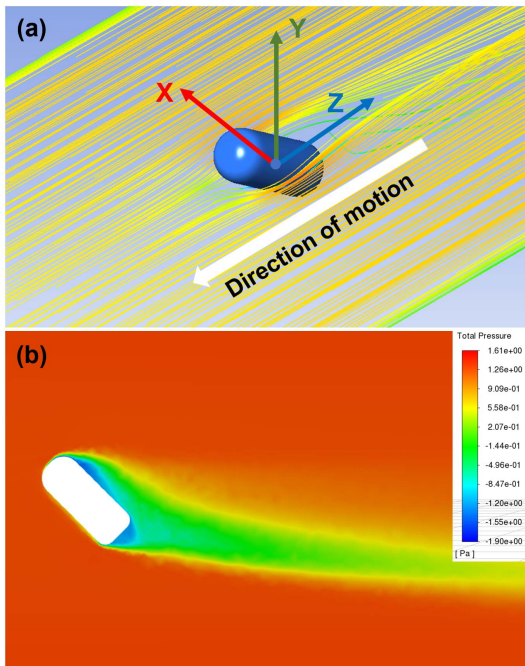 (a)
Y
X
Z
Direction of motion
(b)
Total Pressure
1.61e+00
1.26e+00
9.09e-01
5.58e-01
2.07e-01
-1.44e-01
-4.96e-01
-8.47e-01
-1.20e+00
-1.55e+00
-1.90e+00
[ Pa ]